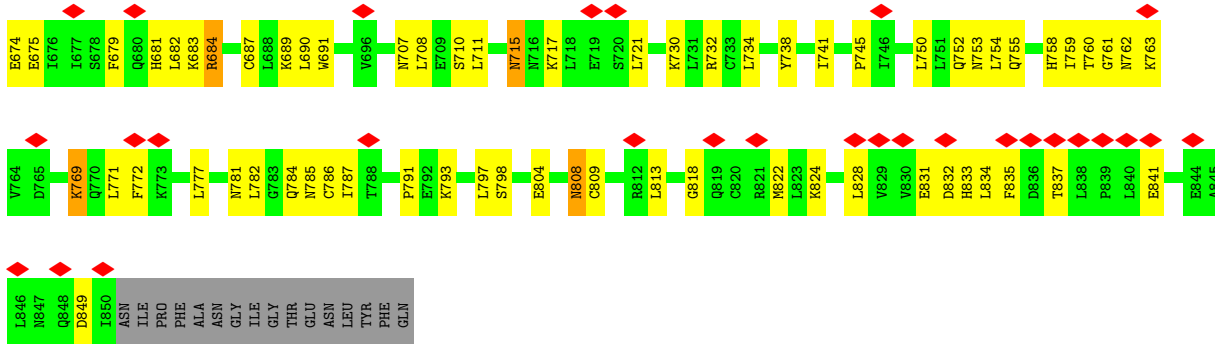 E674 E675 I676 I677 S678 F679 Q680 H681 L682 K683 R684 C687 L688 K689 L690 W691 V696 N707 L708 E709 S710 L711 N715 N716 K717 L718 E719 S720 L721 K730 L731 R732 C733 L734 Y738 I741 P745 I746 L750 L751 Q752 N753 L754 Q755 H758 I759 T760 G761 N762 K763
V764 D765 K769 Q770 L771 F772 K773 L777 N781 L782 G783 Q784 N785 C786 I787 T788 P791 E792 K793 L797 S798 E804 N808 C809 R812 L813 G818 Q819 C820 R821 M822 L823 K824 L828 V829 V830 E831 D832 H833 L834 F835 D836 T837 L838 P839 L840 E841 E844 A845
L846 N847 Q848 D849 I850 ASN ILE PRO PHE ALA ASN GLY ILE GLY THR GLU ASN LEU TYR PHE GLN